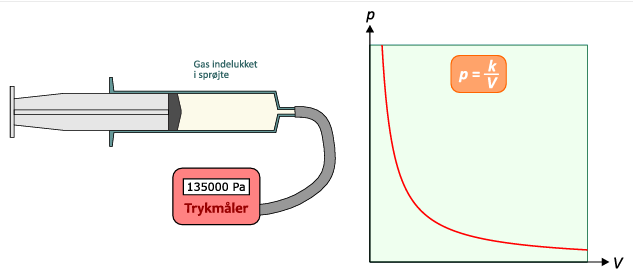 Gas indelukket
i sprøjte
135000 Pa
Trykmåler
p
p = k/V
V